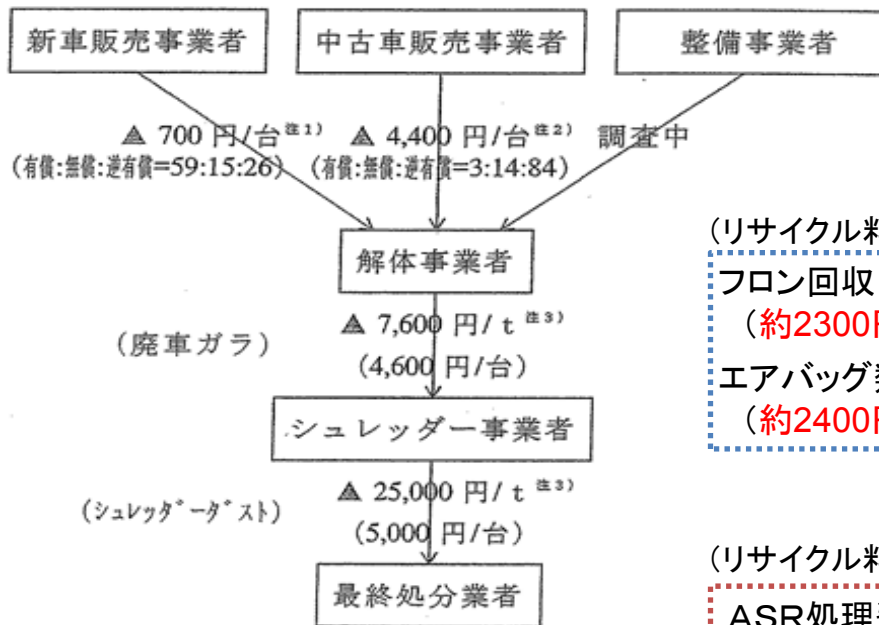 新車販売事業者
中古車販売事業者
整備事業者
▲ 700 円/台注1)
▲ 4,400 円/台注2)
調査中
(有償:無償:逆有償=59:15:26)
(有償:無償:逆有償=3:14:84)
解体事業者
(廃車ガラ)
▲ 7,600 円/ t 注3)
(4,600 円/台)
シュレッダー事業者
(シュレッダーダスト)
▲ 25,000 円/ t 注3)
(5,000 円/台)
最終処分業者
(リサイクル料
フロン回収
(約2300円
エアバッグ類
(約2400円
(リサイクル料
ASR処理